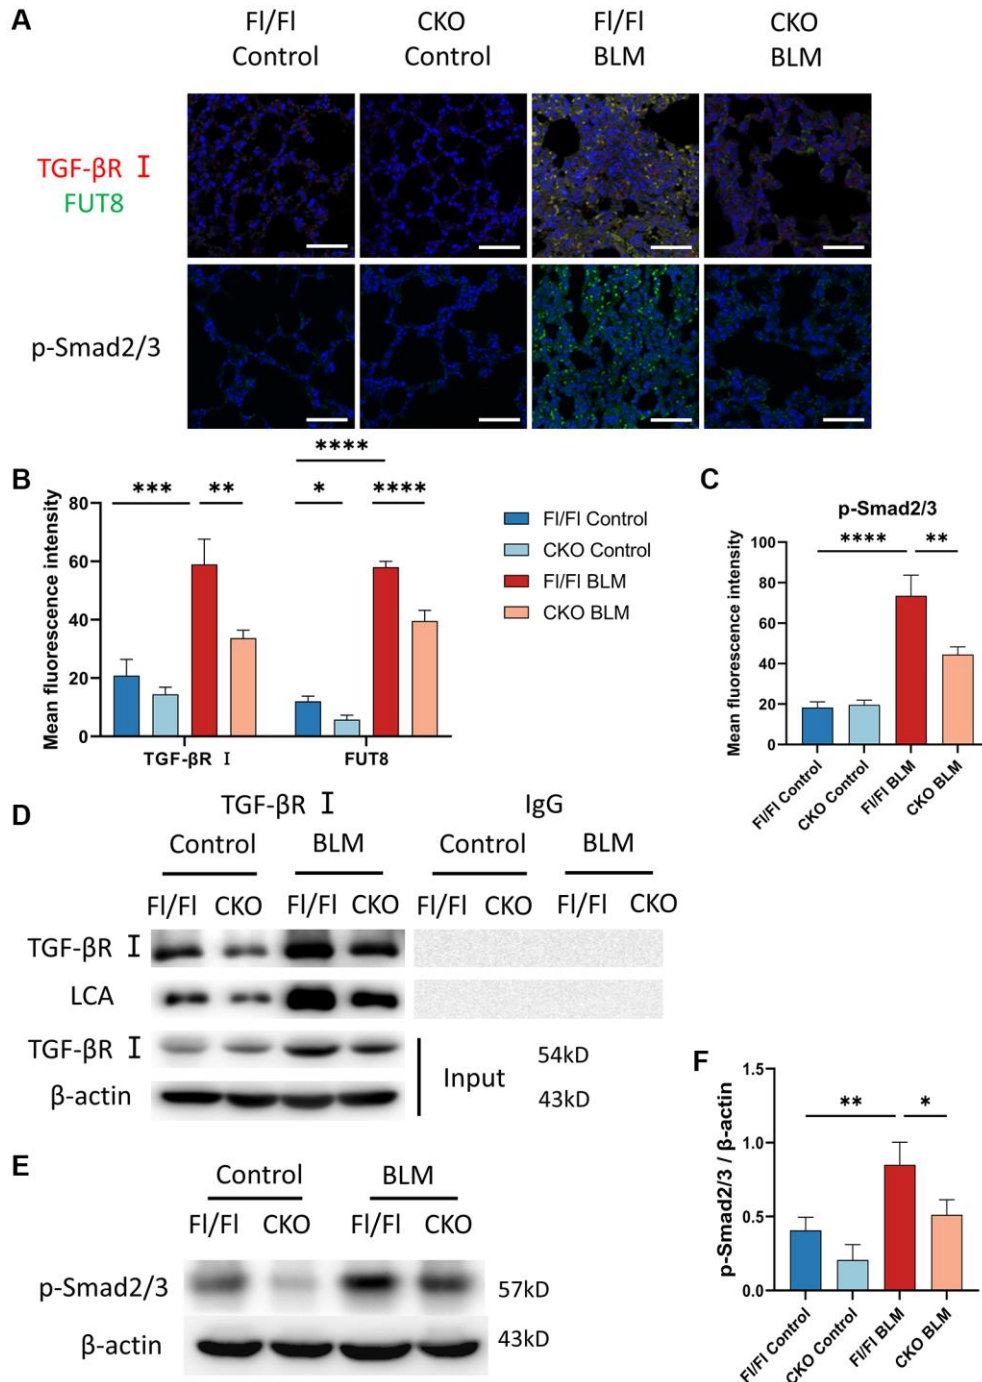 A
Fl/Fl Control
CKO Control
Fl/Fl BLM
CKO BLM
TGF-βR Ⅰ
FUT8
p-Smad2/3
B
Mean fluorescence intensity
80
60
40
20
0
*** ** **** * ****
TGF-βR Ⅰ
FUT8
Fl/Fl Control
CKO Control
Fl/Fl BLM
CKO BLM
C
p-Smad2/3
Mean fluorescence intensity
100
80
60
40
20
0
**** **
Fl/Fl Control
CKO Control
Fl/Fl BLM
CKO BLM
D
TGF-βR Ⅰ IgG
Control BLM Control BLM
Fl/Fl CKO Fl/Fl CKO Fl/Fl CKO Fl/Fl CKO
TGF-βR Ⅰ
LCA
TGF-βR Ⅰ
β-actin
Input
54kD
43kD
E
Control BLM
Fl/Fl CKO Fl/Fl CKO
p-Smad2/3 57kD
β-actin 43kD
F
p-Smad2/3 / β-actin
1.5
1.0
0.5
0.0
** *
Fl/Fl Control
CKO Control
Fl/Fl BLM
CKO BLM